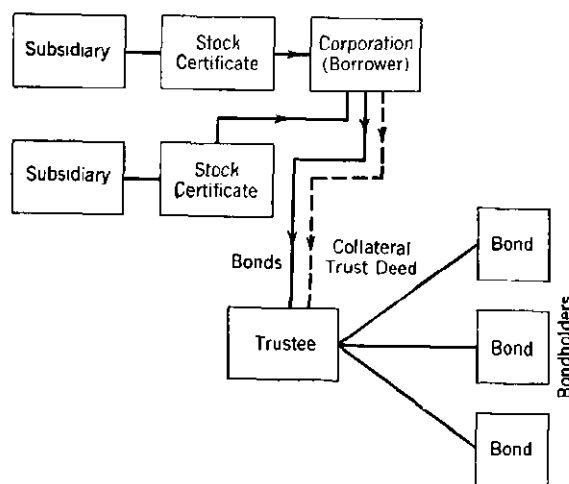 Subsidiary
Stock
Certificate
Corporation
(Borrower)
Subsidiary
Stock
Certificate
Bonds
Collateral
Trust Deed
Trustee
Bond
Bond
Bond
Bondholders